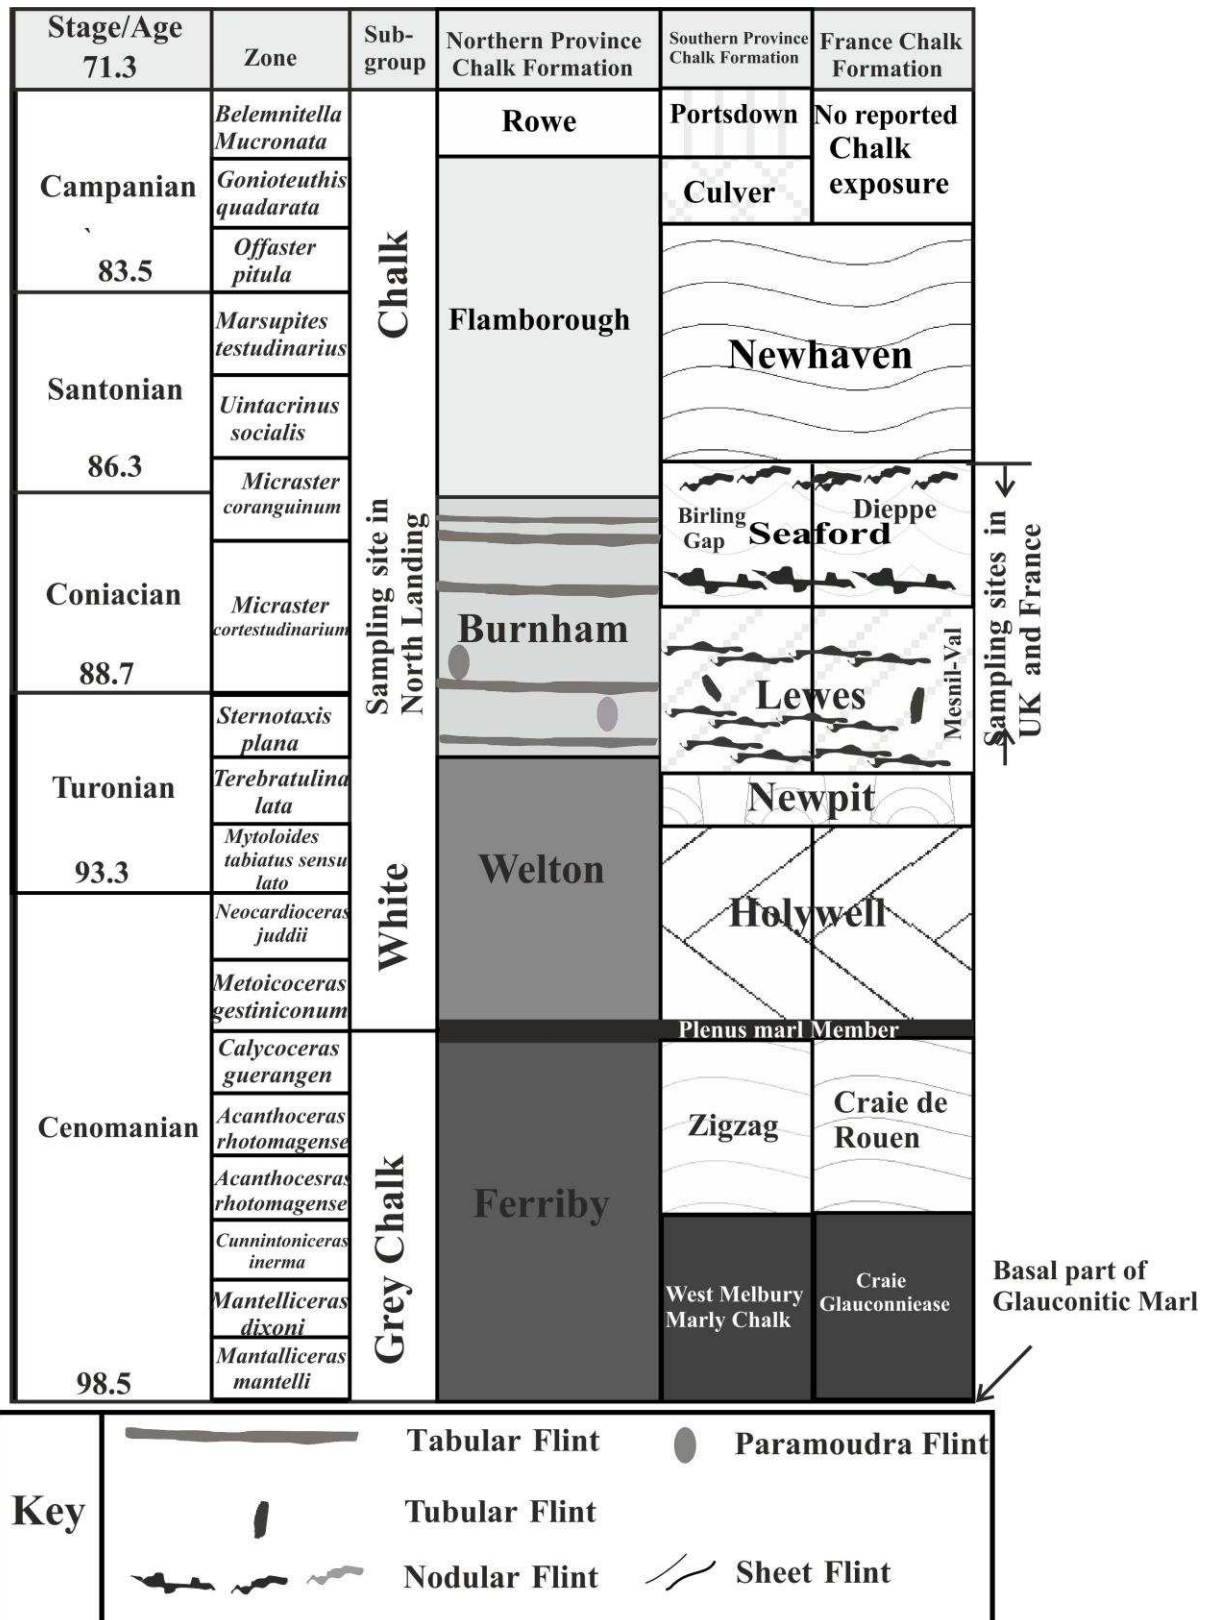 Stage/Age
71.3
Zone
Sub-
group
Northern Province
Chalk Formation
Southern Province
Chalk Formation
France Chalk
Formation
Campanian
83.5
Santonian
86.3
Coniacian
88.7
Turonian
93.3
Cenomanian
98.5
Belemnitella
Mucronata
Gonioteuthis
quadarata
Offaster
pitula
Marsupites
testudinarius
Uintacrinus
socialis
Micraster
coranguinum
Micraster
cortestudinarium
Sternotaxis
plana
Terebratulina
lata
Mytoloides
tabiatus sensu
lato
Neocardioceras
juddii
Metoicoceras
gestiniconum
Calycoceras
guerangen
Acanthoceras
rhotomagense
Acanthocesras
rhotomagense
Cunnintoniceras
inerma
Mantelliceras
dixoni
Mantalliceras
mantelli
Chalk
Sampling site in
North Landing
White
Grey Chalk
Rowe
Flamborough
Burnham
Welton
Ferriby
Portsdown
Culver
No reported
Chalk
exposure
Newhaven
Birling
Gap
Seaford
Dieppe
Lewes
Mesnil-Val
Newpit
Holywell
Plenus marl Member
Zigzag
Craie de
Rouen
West Melbury
Marly Chalk
Craie
Glauconniease
Sampling sites in
UK and France
Basal part of
Glauconitic Marl
Key
Tabular Flint
Paramoudra Flint
Tubular Flint
Nodular Flint
Sheet Flint